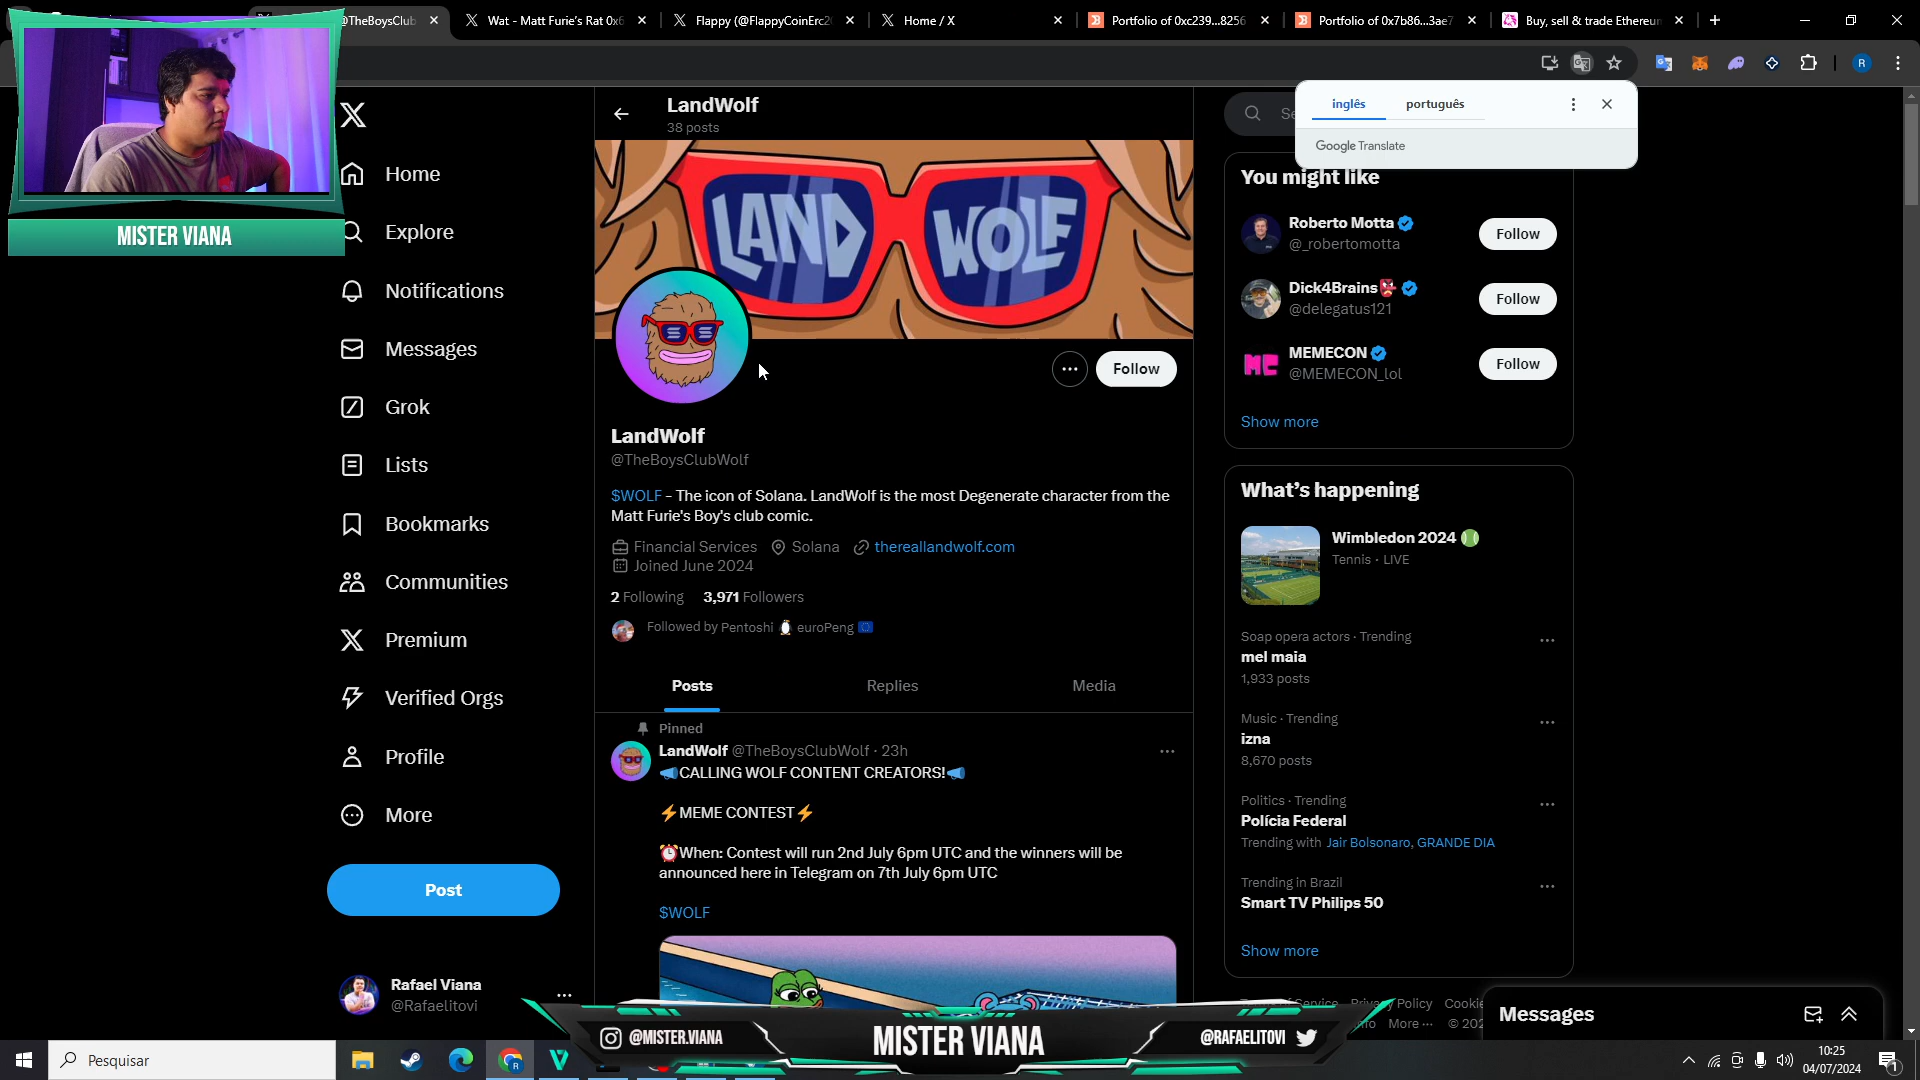 @TheBoysClub
Wat - Matt Furie's Rat 0x6
Flappy (@FlappyCoinErc2
Home / X
Portfolio of 0xc239...8256
Portfolio of 0x7b86...3ae7
Buy, sell & trade Ethereum
R
inglês
português
Google Translate
MISTER VIANA
Home
Explore
Notifications
Messages
Grok
Lists
Bookmarks
Communities
Premium
Verified Orgs
Profile
More
Post
Rafael Viana
@Rafaelitovi
LandWolf
38 posts
LAND WOLF
Follow
LandWolf
@TheBoysClubWolf
$WOLF - The icon of Solana. LandWolf is the most Degenerate character from the
Matt Furie's Boy's club comic.
Financial Services Solana thereallandwolf.com
Joined June 2024
2 Following 3,971 Followers
Followed by Pentoshi 🐧 euroPeng 🇪🇺
Posts Replies Media
Pinned
LandWolf @TheBoysClubWolf · 23h
📣CALLING WOLF CONTENT CREATORS!📣
⚡MEME CONTEST⚡
⏰When: Contest will run 2nd July 6pm UTC and the winners will be
announced here in Telegram on 7th July 6pm UTC
$WOLF
You might like
Roberto Motta
@_robertomotta
Follow
Dick4Brains👺
@delegatus121
Follow
MC
MEMECON
@MEMECON_lol
Follow
Show more
What's happening
Wimbledon 2024 🎾
Tennis · LIVE
Soap opera actors · Trending
mel maia
1,933 posts
Music · Trending
izna
8,670 posts
Politics · Trending
Polícia Federal
Trending with Jair Bolsonaro, GRANDE DIA
Trending in Brazil
Smart TV Philips 50
Show more
Service Privacy Policy Cookie
More ··· © 202
Messages
@MISTER.VIANA
MISTER VIANA
@RAFAELITOVI
Pesquisar
10:25
04/07/2024
1